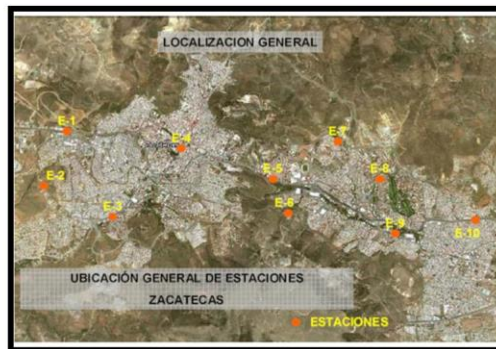 LOCALIZACION GENERAL
E-1
E-7
E-4
E-2
E-5
E-8
E-3
E-6
E-9
E-10
UBICACIÓN GENERAL DE ESTACIONES
ZACATECAS
ESTACIONES